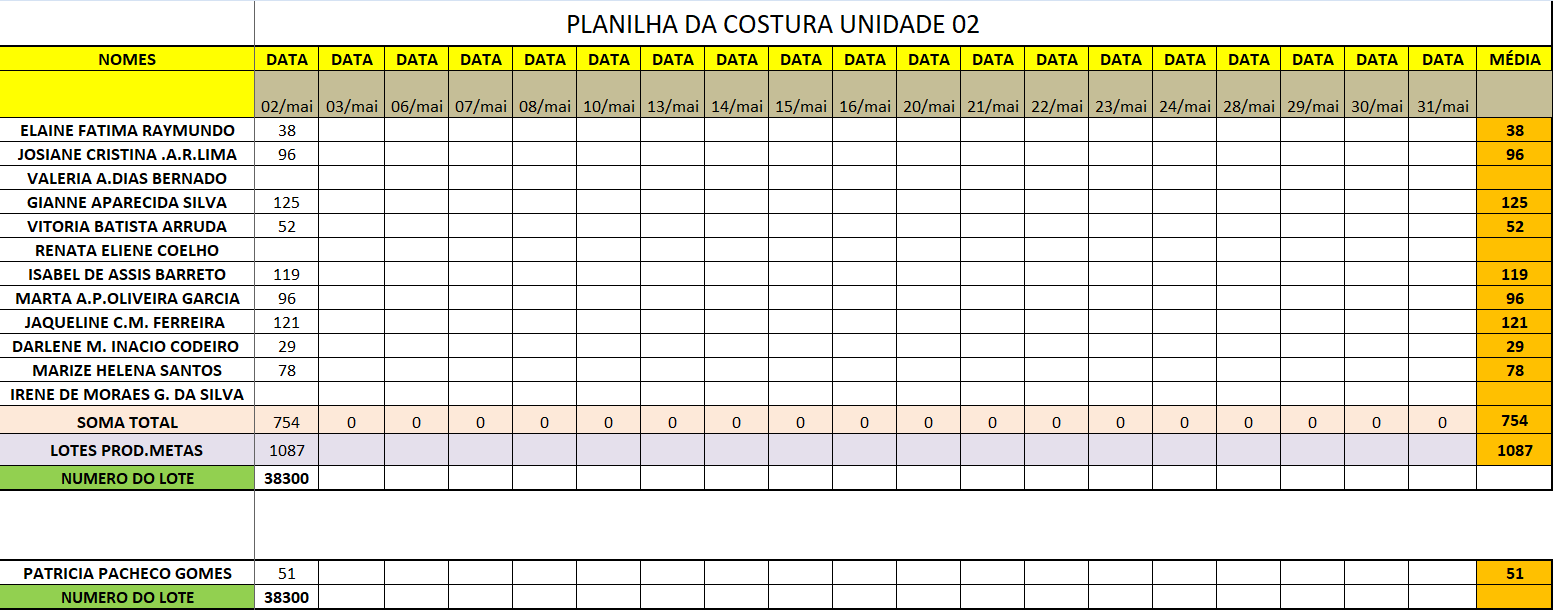 PLANILHA DA COSTURA UNIDADE 02
NOMES DATA DATA DATA DATA DATA DATA DATA DATA DATA DATA DATA DATA DATA DATA DATA DATA DATA DATA DATA MÉDIA
02/mai 03/mai 06/mai 07/mai 08/mai 10/mai 13/mai 14/mai 15/mai 16/mai 20/mai 21/mai 22/mai 23/mai 24/mai 28/mai 29/mai 30/mai 31/mai
ELAINE FATIMA RAYMUNDO 38 38
JOSIANE CRISTINA .A.R.LIMA 96 96
VALERIA A.DIAS BERNADO
GIANNE APARECIDA SILVA 125 125
VITORIA BATISTA ARRUDA 52 52
RENATA ELIENE COELHO
ISABEL DE ASSIS BARRETO 119 119
MARTA A.P.OLIVEIRA GARCIA 96 96
JAQUELINE C.M. FERREIRA 121 121
DARLENE M. INACIO CODEIRO 29 29
MARIZE HELENA SANTOS 78 78
IRENE DE MORAES G. DA SILVA
SOMA TOTAL 754 0 0 0 0 0 0 0 0 0 0 0 0 0 0 0 0 0 0 754
LOTES PROD.METAS 1087 1087
NUMERO DO LOTE 38300
PATRICIA PACHECO GOMES 51 51
NUMERO DO LOTE 38300